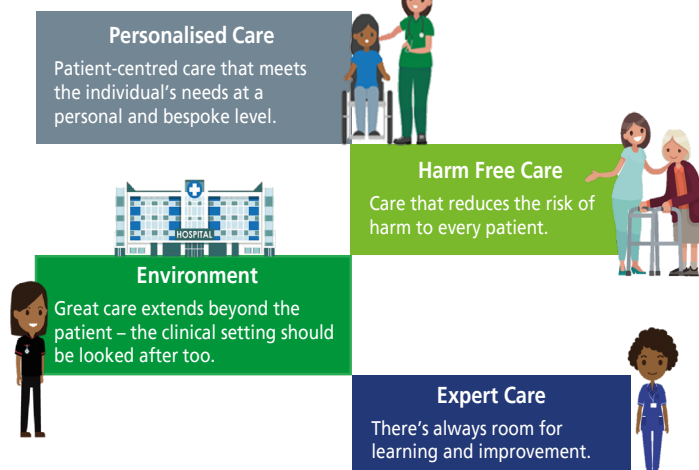 Personalised Care
Patient-centred care that meets
the individual's needs at a
personal and bespoke level.
Harm Free Care
Care that reduces the risk of
harm to every patient.
HOSPITAL
Environment
Great care extends beyond the
patient – the clinical setting should
be looked after too.
Expert Care
There's always room for
learning and improvement.